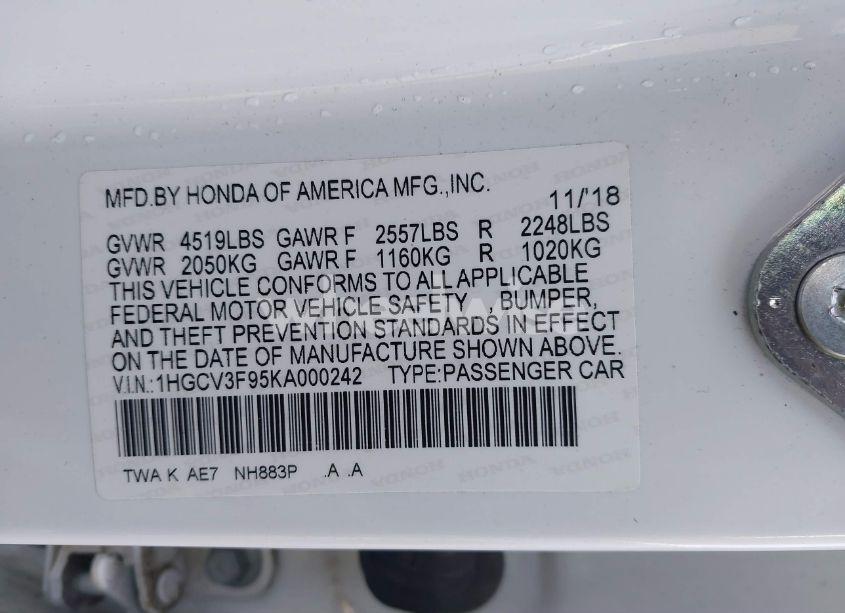 MFD.BY HONDA OF AMERICA MFG.,INC. 11/'18
GVWR 4519LBS GAWR F 2557LBS R 2248LBS
GVWR 2050KG GAWR F 1160KG R 1020KG
THIS VEHICLE CONFORMS TO ALL APPLICABLE
FEDERAL MOTOR VEHICLE SAFETY , BUMPER,
AND THEFT PREVENTION STANDARDS IN EFFECT
ON THE DATE OF MANUFACTURE SHOWN ABOVE.
V.I.N.:1HGCV3F95KA000242 TYPE:PASSENGER CAR
TWA K AE7 NH883P .A .A